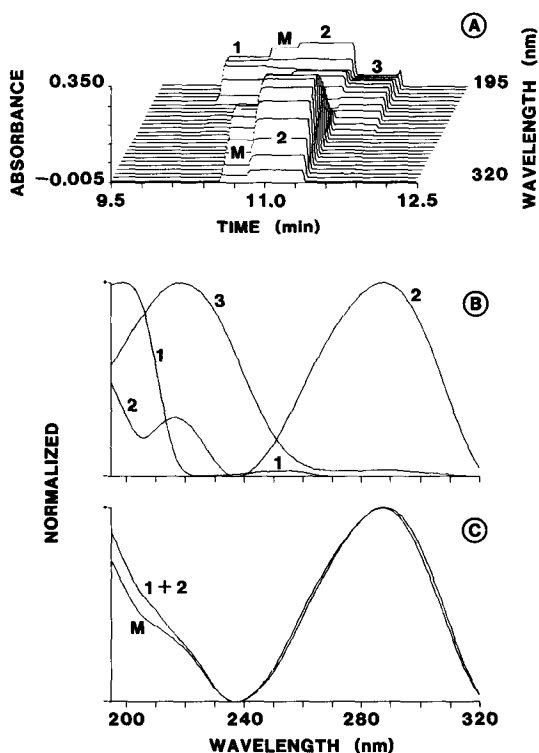 A
M
2
1
3
0.350
195
ABSORBANCE
WAVELENGTH (nm)
M
2
-0.005
320
9.5
11.0
12.5
TIME (min)
B
3
2
1
2
1
NORMALIZED
C
1+2
M
200
240
280
320
WAVELENGTH (nm)